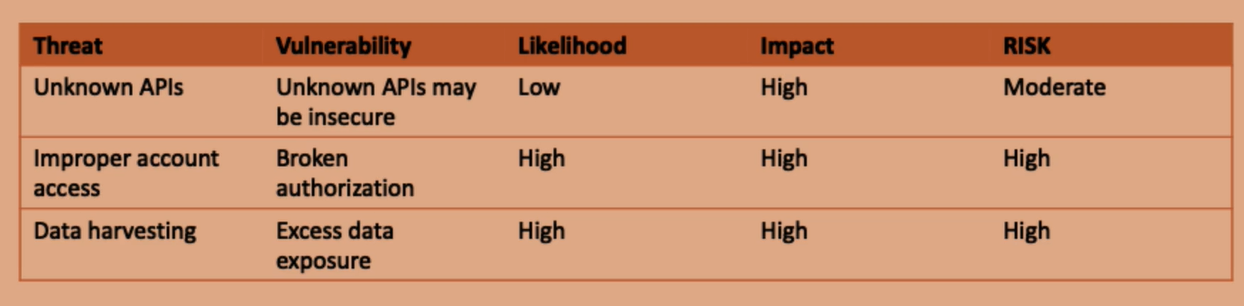 Threat Vulnerability Likelihood Impact RISK
Unknown APIs Unknown APIs may Low High Moderate
be insecure
Improper account Broken High High High
access authorization
Data harvesting Excess data High High High
exposure